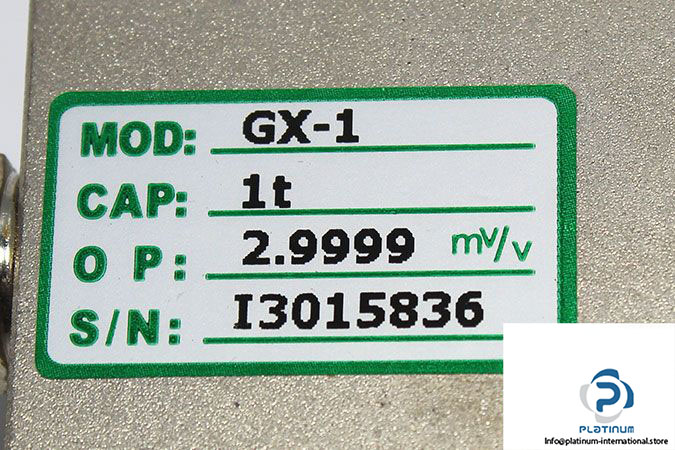 MOD: GX-1
CAP: 1t
O P: 2.9999 mv/v
S/N: I3015836
PLATINUM
Info@platinum-international.store